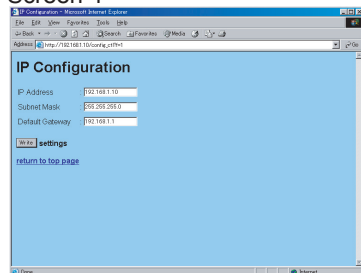 IP Configuration - Microsoft Internet Explorer
File Edit View Favorites Tools Help
Back Search Favorites Media
Address http://192.168.1.10/config_ct?f=1 Go
IP Configuration
IP Address : 192.168.1.10
Subnet Mask : 255.255.255.0
Default Gateway : 192.168.1.1
Write settings
return to top page
Done Internet